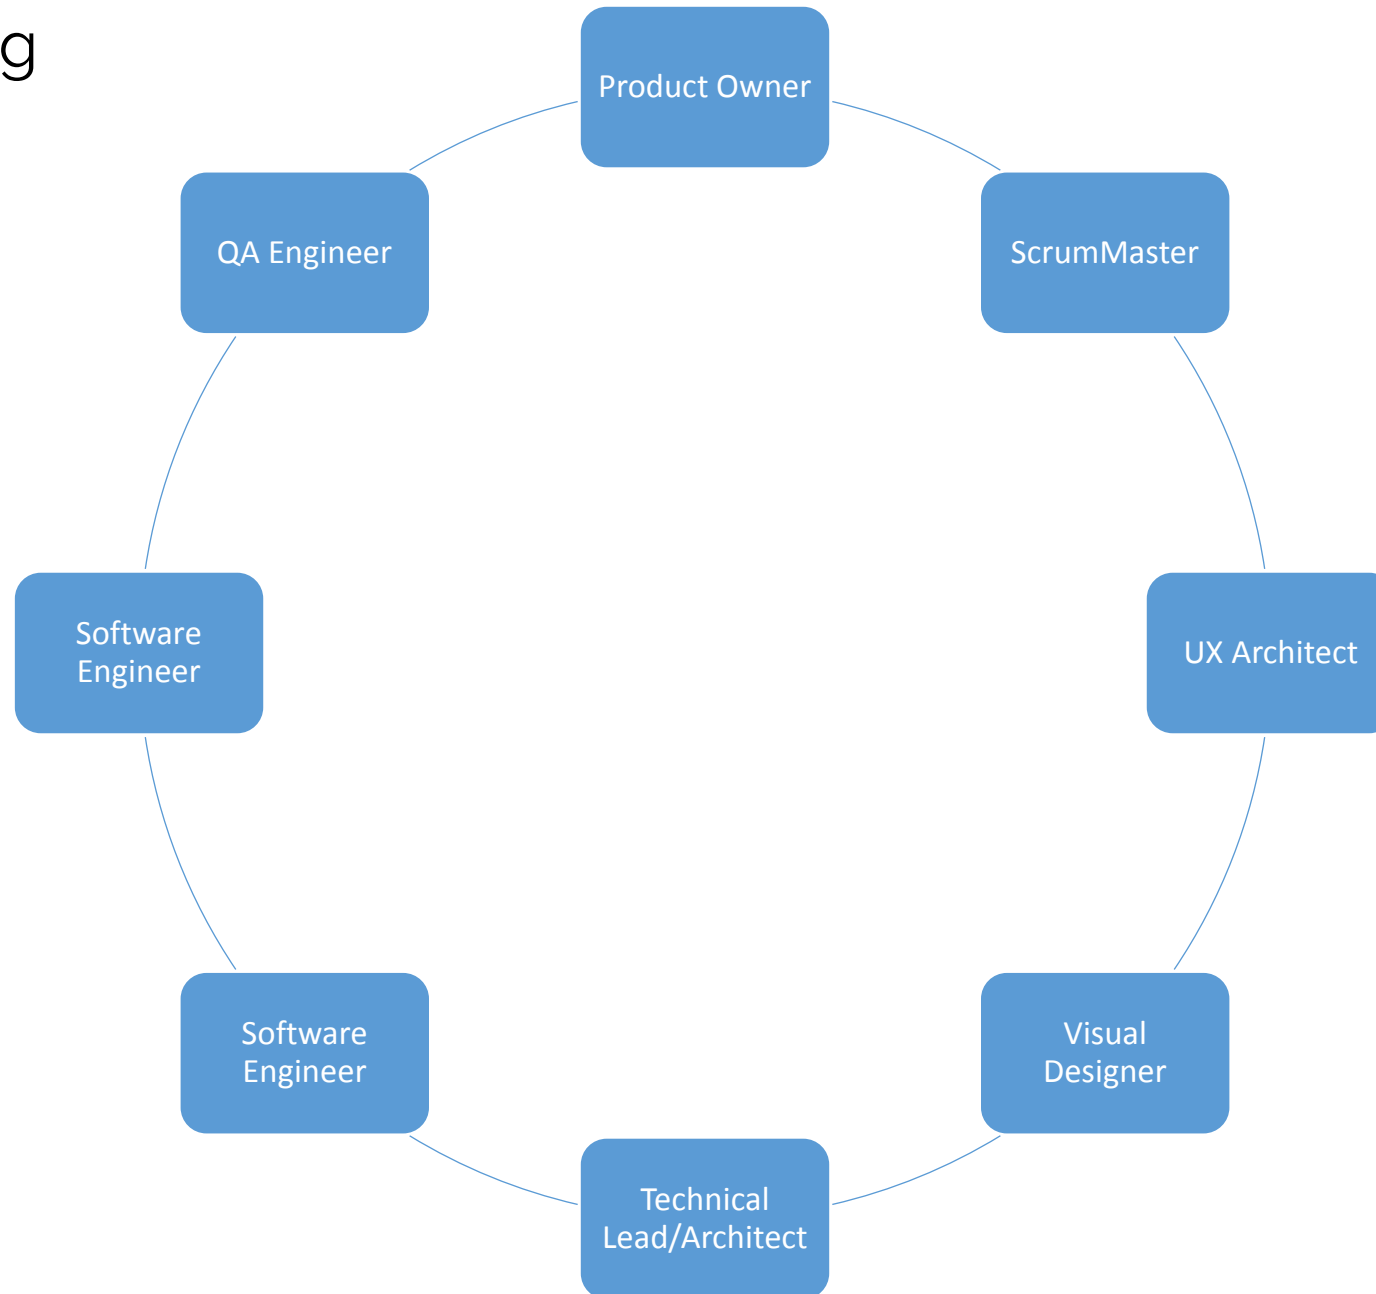 g
Product Owner
QA Engineer
ScrumMaster
Software
Engineer
UX Architect
Software
Engineer
Visual
Designer
Technical
Lead/Architect